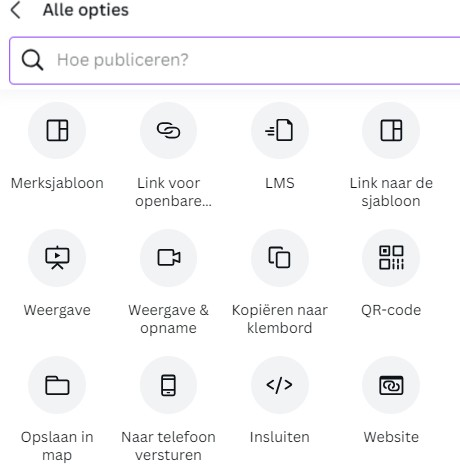 Alle opties
Hoe publiceren?
Merksjabloon
Link voor
openbare...
LMS
Link naar de
sjabloon
Weergave
Weergave &
opname
Kopiëren naar
klembord
QR-code
Opslaan in
map
Naar telefoon
versturen
Insluiten
Website